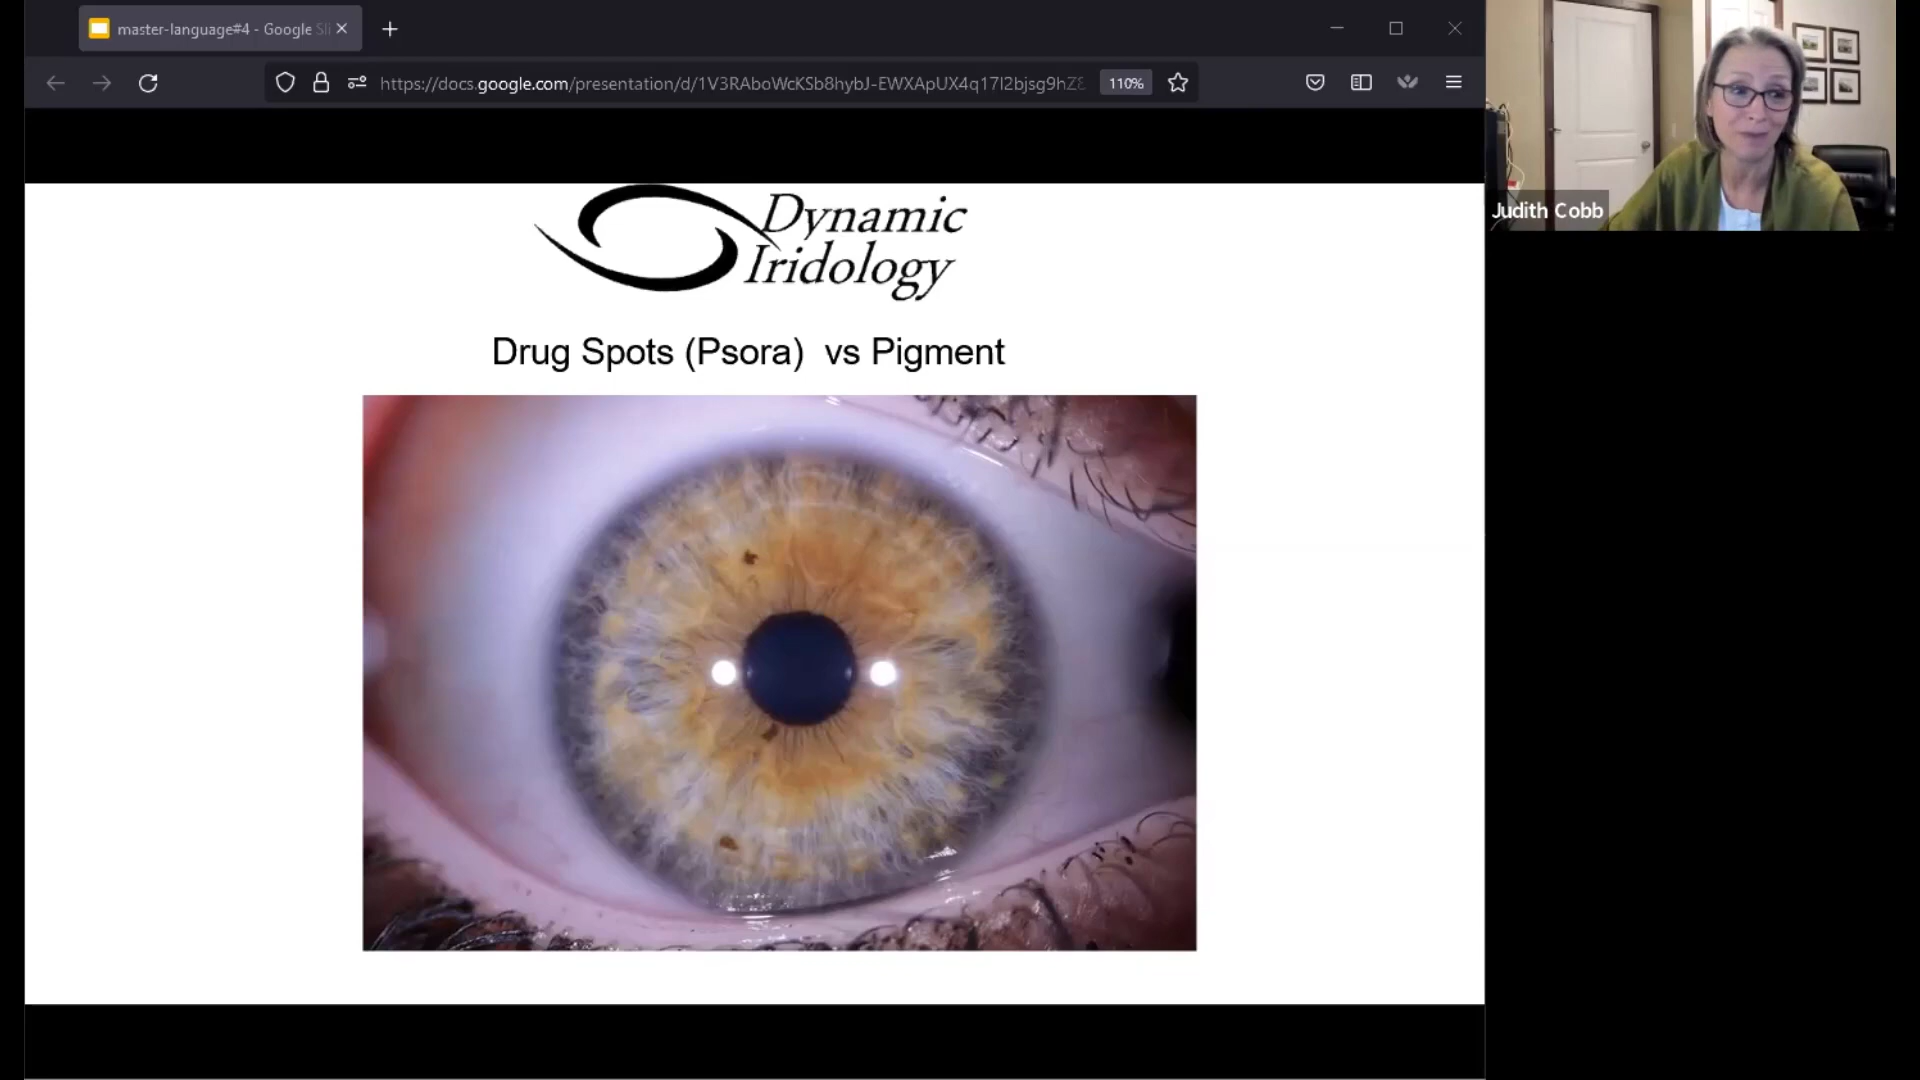 master-language#4 - Google Sli
https://docs.google.com/presentation/d/1V3RAboWcKSb8hybJ-EWXApUX4q17l2bjsg9hZ8
110%
Judith Cobb
Dynamic
Iridology
Drug Spots (Psora) vs Pigment